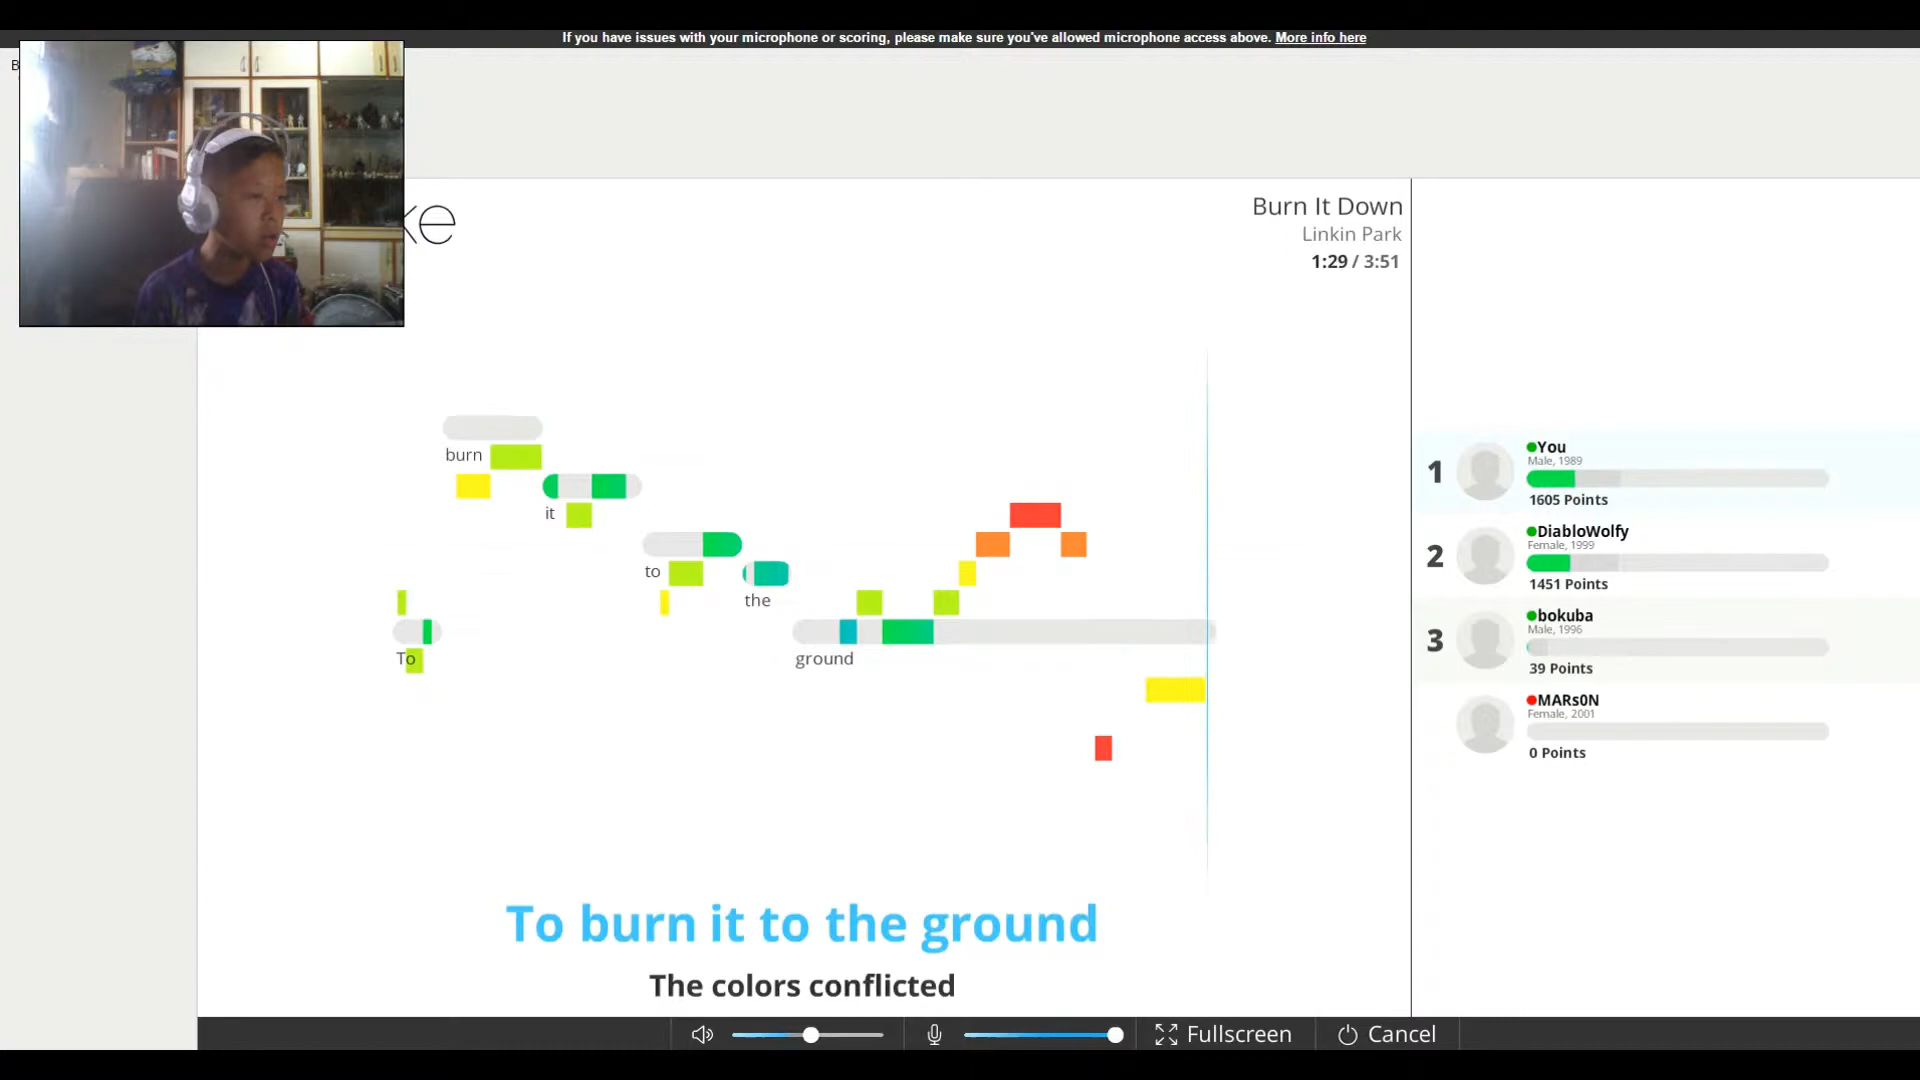 If you have issues with your microphone or scoring, please make sure you've allowed microphone access above. More info here
B
ke
Burn It Down
Linkin Park
1:29 / 3:51
burn
it
to
the
To
ground
1
You
Male, 1989
1605 Points
2
DiabloWolfy
Female, 1999
1451 Points
3
bokuba
Male, 1996
39 Points
MARs0N
Female, 2001
0 Points
To burn it to the ground
The colors conflicted
Fullscreen
Cancel